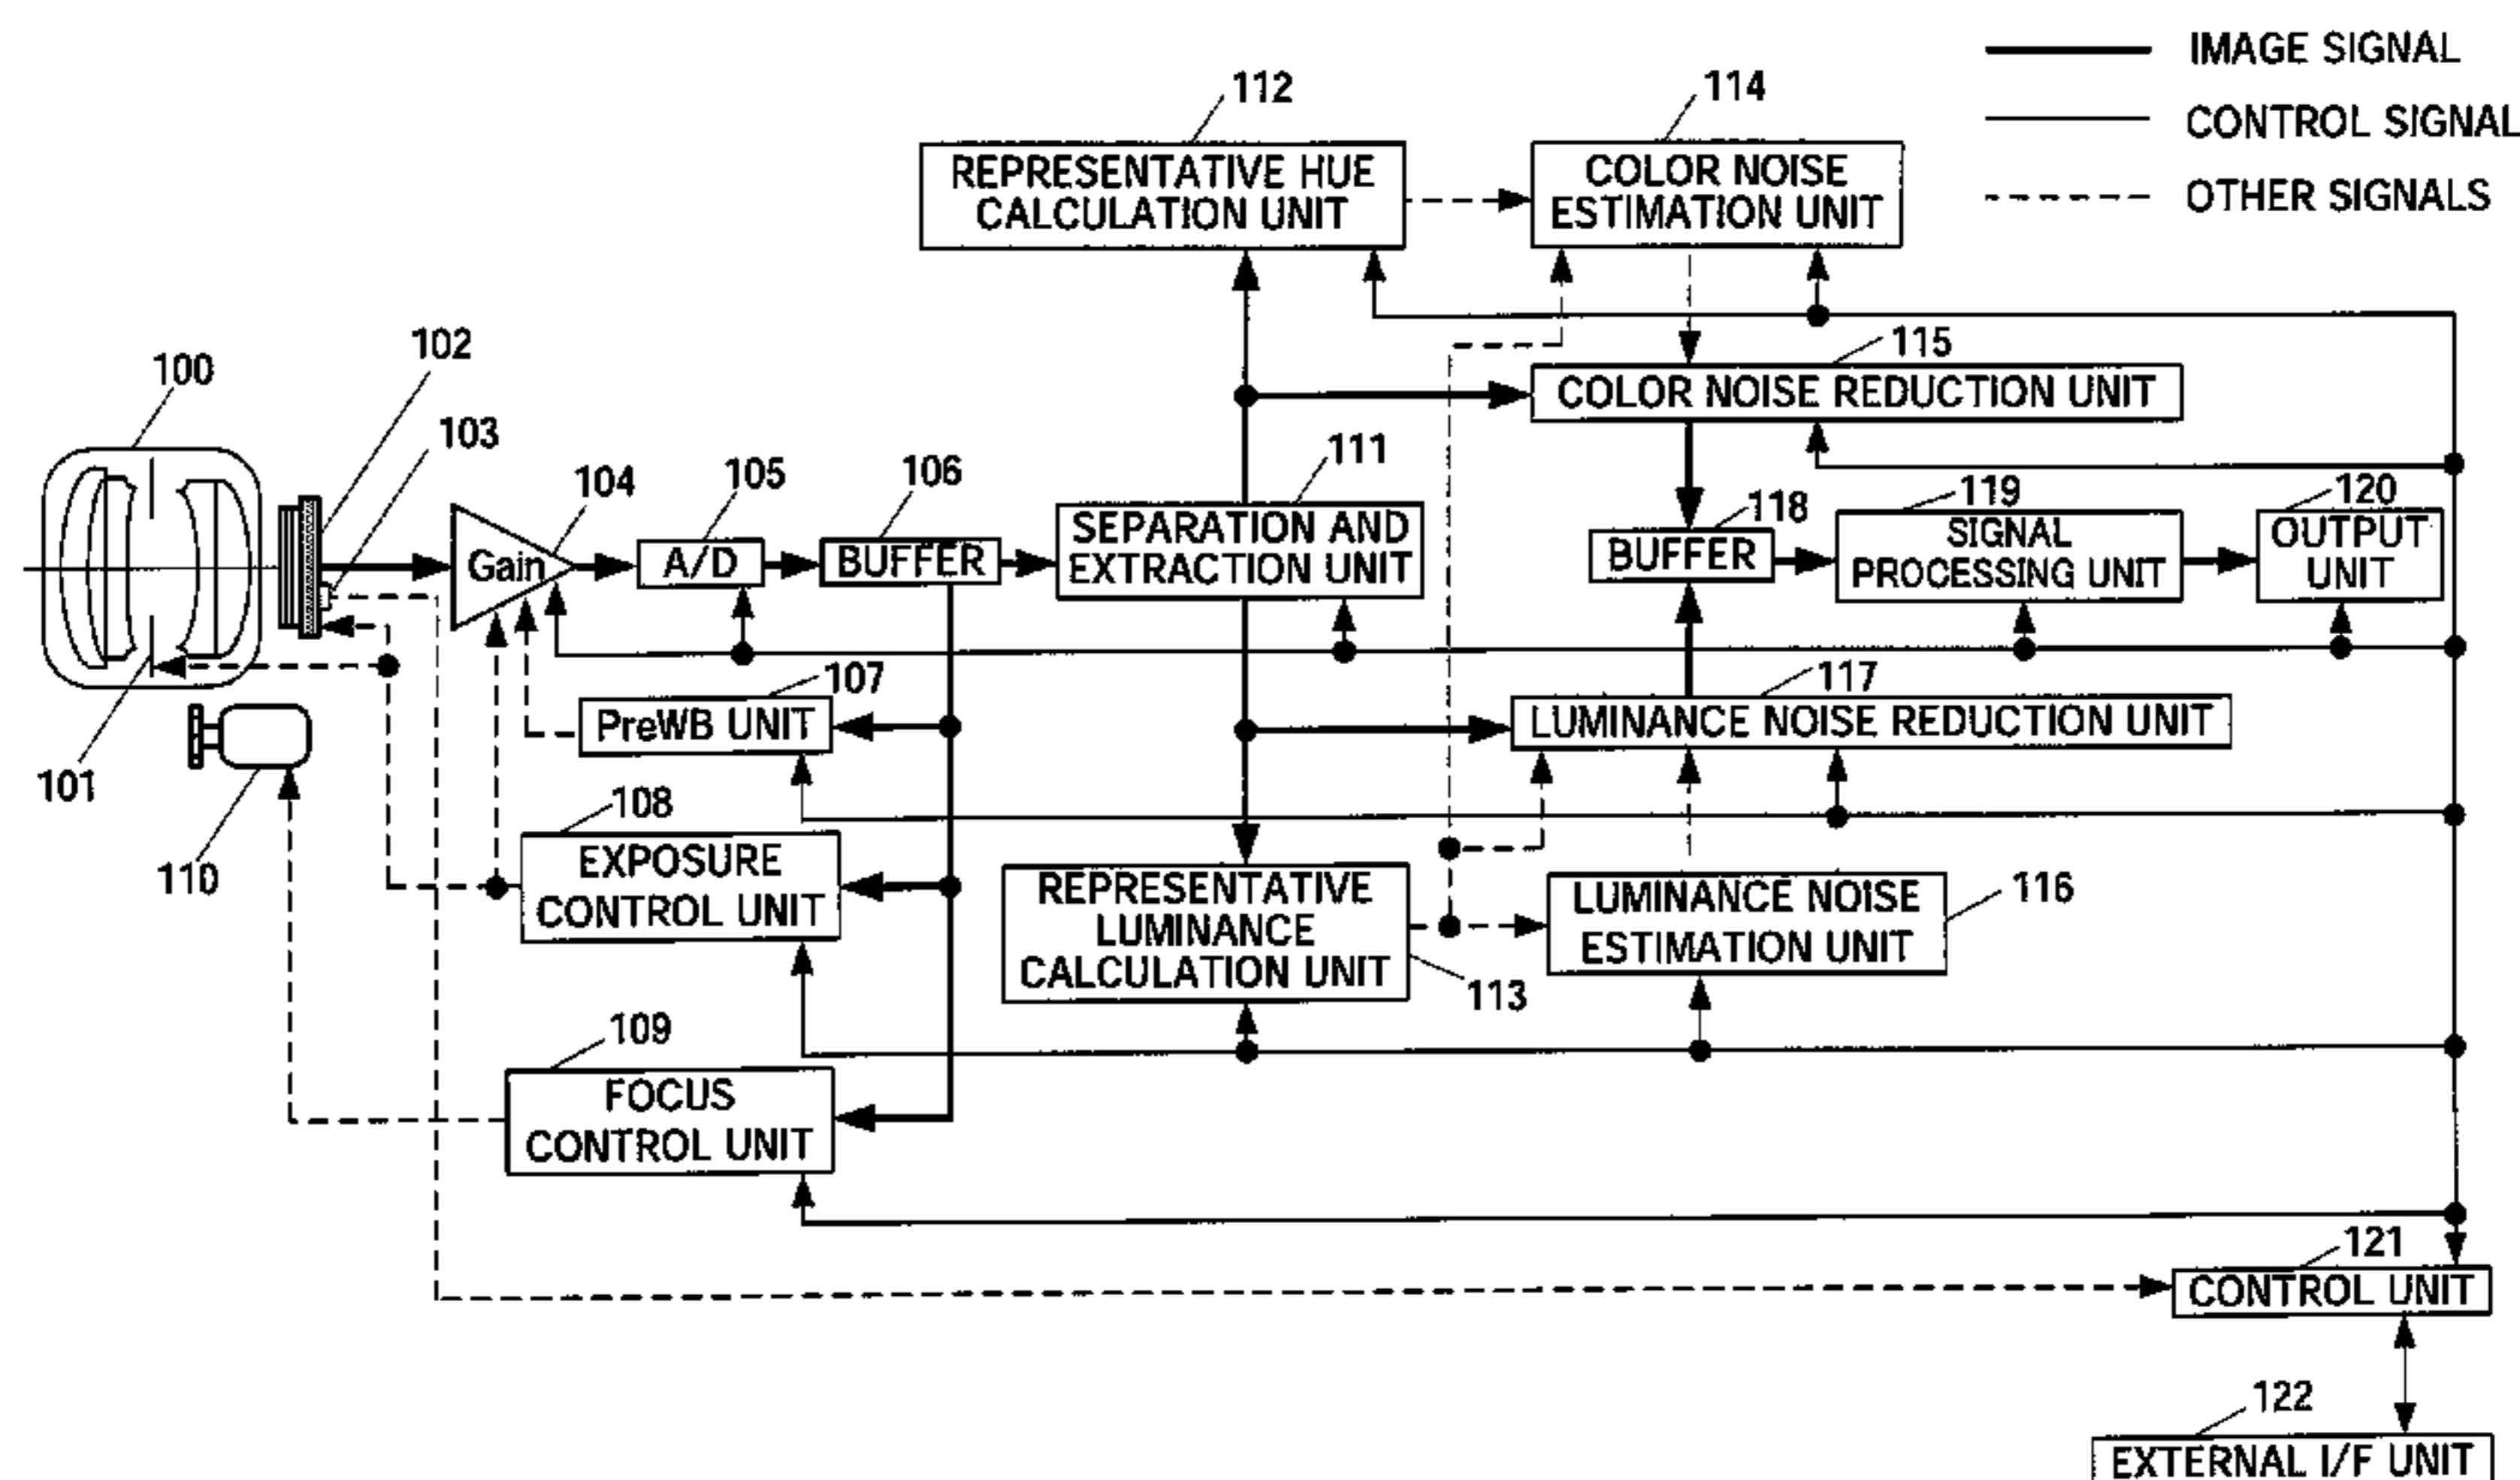 IMAGE SIGNAL
CONTROL SIGNAL
OTHER SIGNALS
112
114
REPRESENTATIVE HUE
CALCULATION UNIT
COLOR NOISE
ESTIMATION UNIT
115
COLOR NOISE REDUCTION UNIT
100
102
103
104
105
106
111
Gain
A/D
BUFFER
SEPARATION AND
EXTRACTION UNIT
118
BUFFER
119
SIGNAL
PROCESSING UNIT
120
OUTPUT
UNIT
107
PreWB UNIT
117
LUMINANCE NOISE REDUCTION UNIT
101
110
108
EXPOSURE
CONTROL UNIT
REPRESENTATIVE
LUMINANCE
CALCULATION UNIT
113
LUMINANCE NOISE
ESTIMATION UNIT
116
109
FOCUS
CONTROL UNIT
121
CONTROL UNIT
122
EXTERNAL I/F UNIT